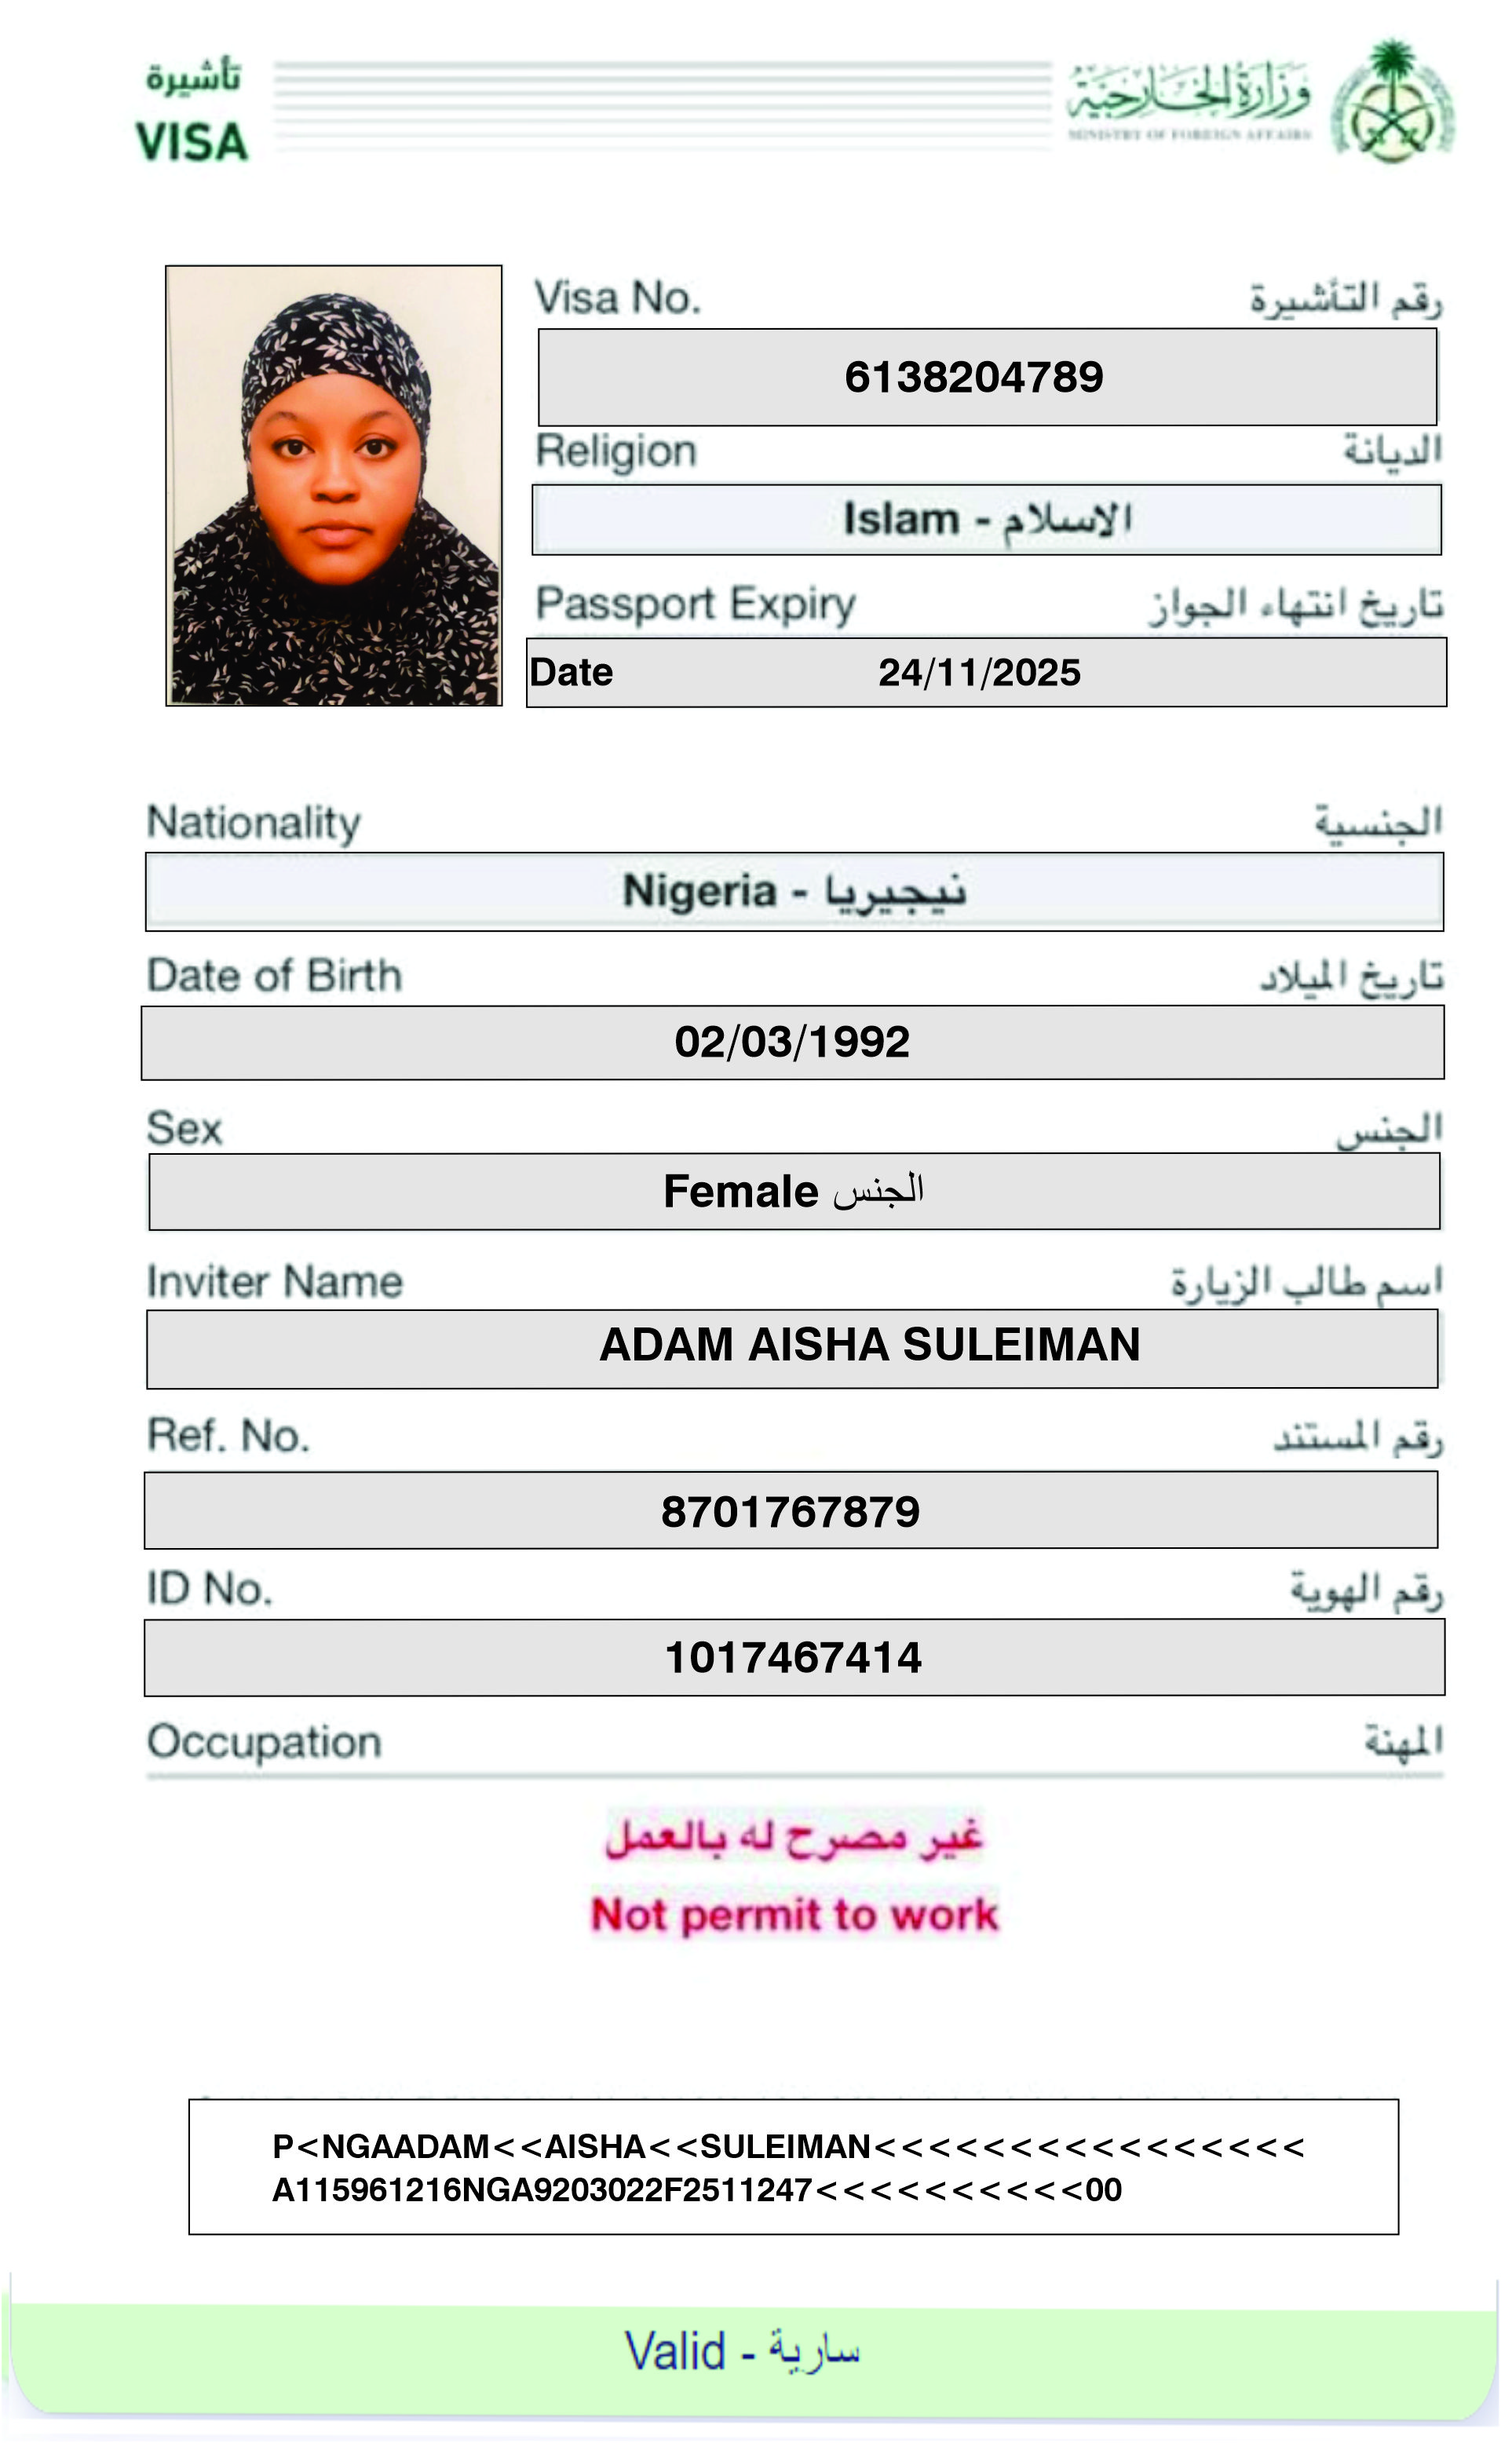 تأشيرة
VISA
وزارة الخارجية
MINISTRY OF FOREIGN AFFAIRS
Visa No. رقم التأشيرة
6138204789
Religion الديانة
Islam - الاسلام
Passport Expiry تاريخ انتهاء الجواز
Date 24/11/2025
Nationality الجنسية
Nigeria - نيجيريا
Date of Birth تاريخ الميلاد
02/03/1992
Sex الجنس
Female الجنس
Inviter Name اسم طالب الزيارة
ADAM AISHA SULEIMAN
Ref. No. رقم المستند
8701767879
ID No. رقم الهوية
1017467414
Occupation المهنة
غير مصرح له بالعمل
Not permit to work
P<NGAADAM<<AISHA<<SULEIMAN<<<<<<<<<<<<<<<<
A115961216NGA9203022F2511247<<<<<<<<<<00
Valid - سارية